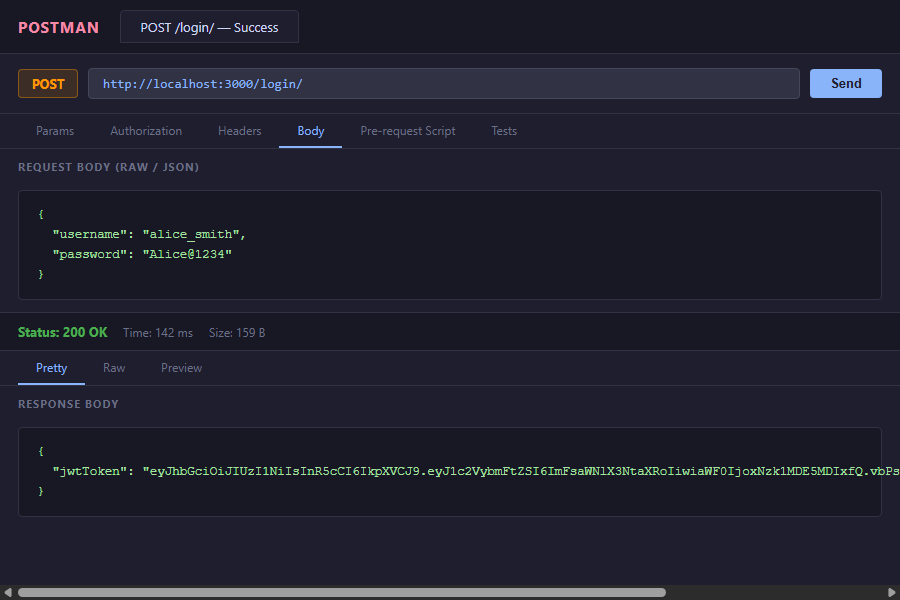 POSTMAN
POST /login/ — Success
POST
http://localhost:3000/login/
Send
Params
Authorization
Headers
Body
Pre-request Script
Tests
REQUEST BODY (RAW / JSON)
{
"username": "alice_smith",
"password": "Alice@1234"
}
Status: 200 OK
Time: 142 ms
Size: 159 B
Pretty
Raw
Preview
RESPONSE BODY
{
"jwtToken": "eyJhbGciOiJIUzI1NiIsInR5cCI6IkpXVCJ9.eyJ1c2VybmFtZSI6ImFsaWNlX3NtaXRoIiwiaWF0IjoxNzk1MDE5MDIxfQ.vbPs
}